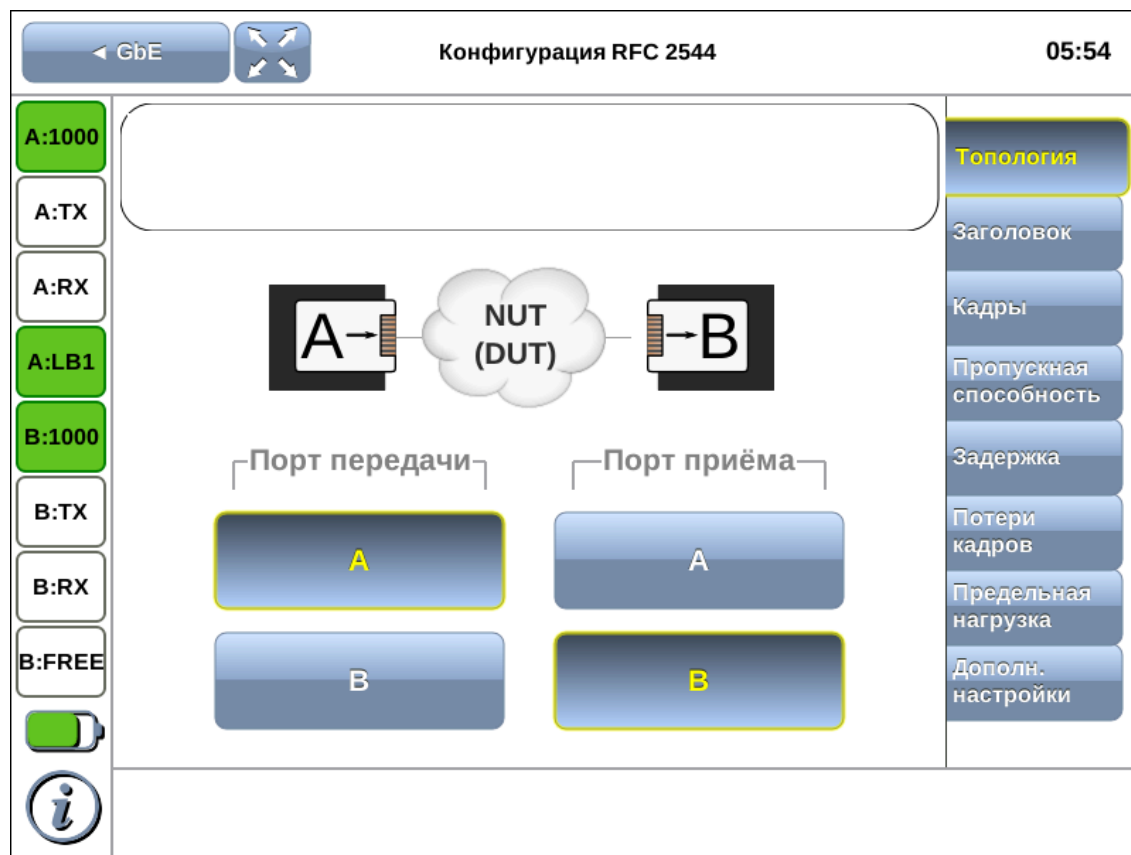 ◄ GbE
Конфигурация RFC 2544
05:54
A:1000
A:TX
A:RX
A:LB1
B:1000
B:TX
B:RX
B:FREE
i
A
NUT
(DUT)
B
Порт передачи
Порт приёма
A
A
B
B
Топология
Заголовок
Кадры
Пропускная
способность
Задержка
Потери
кадров
Предельная
нагрузка
Дополн.
настройки